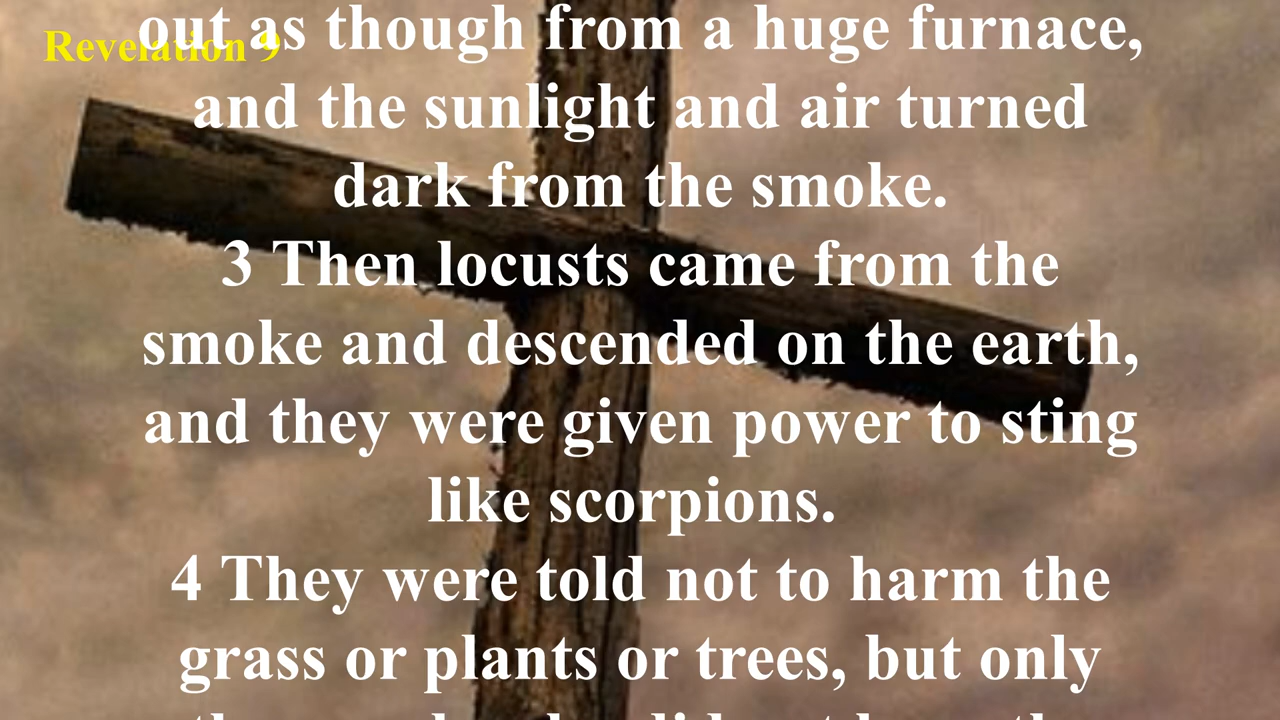 Revelation 9
out as though from a huge furnace,
and the sunlight and air turned
dark from the smoke.
3 Then locusts came from the
smoke and descended on the earth,
and they were given power to sting
like scorpions.
4 They were told not to harm the
grass or plants or trees, but only